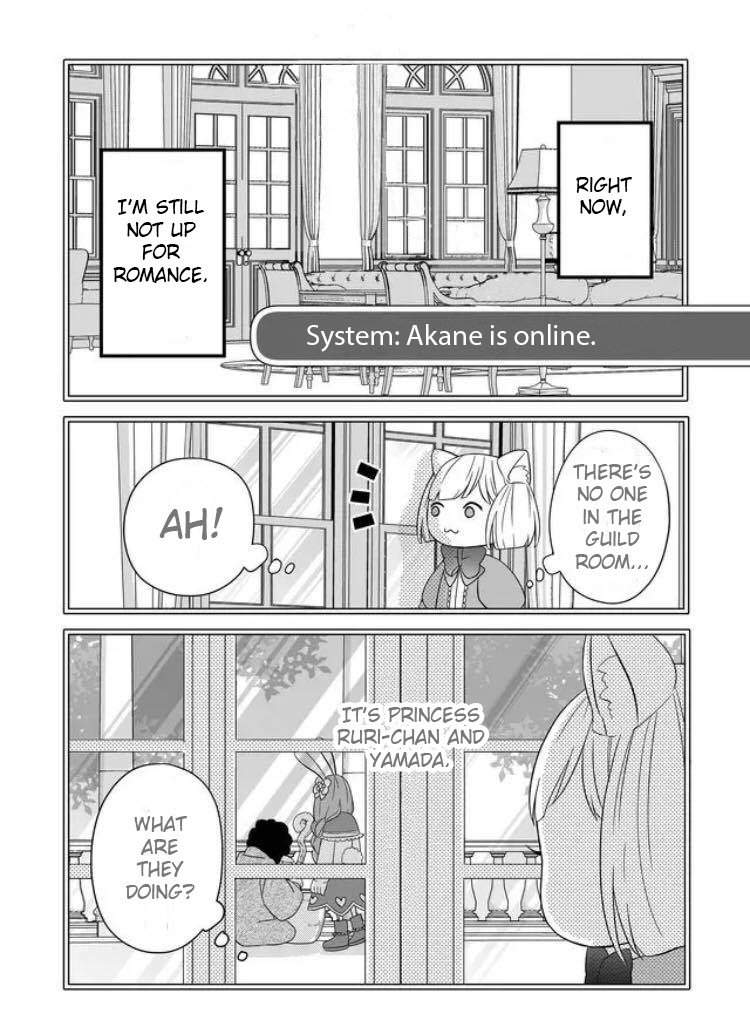 RIGHT
NOW,
I'M STILL
NOT UP
FOR
ROMANCE.
System: Akane is online.
THERE'S
NO ONE
IN THE
GUILD
ROOM...
AH!
IT'S PRINCESS
RURI-CHAN AND
YAMADA.
WHAT
ARE
THEY
DOING?